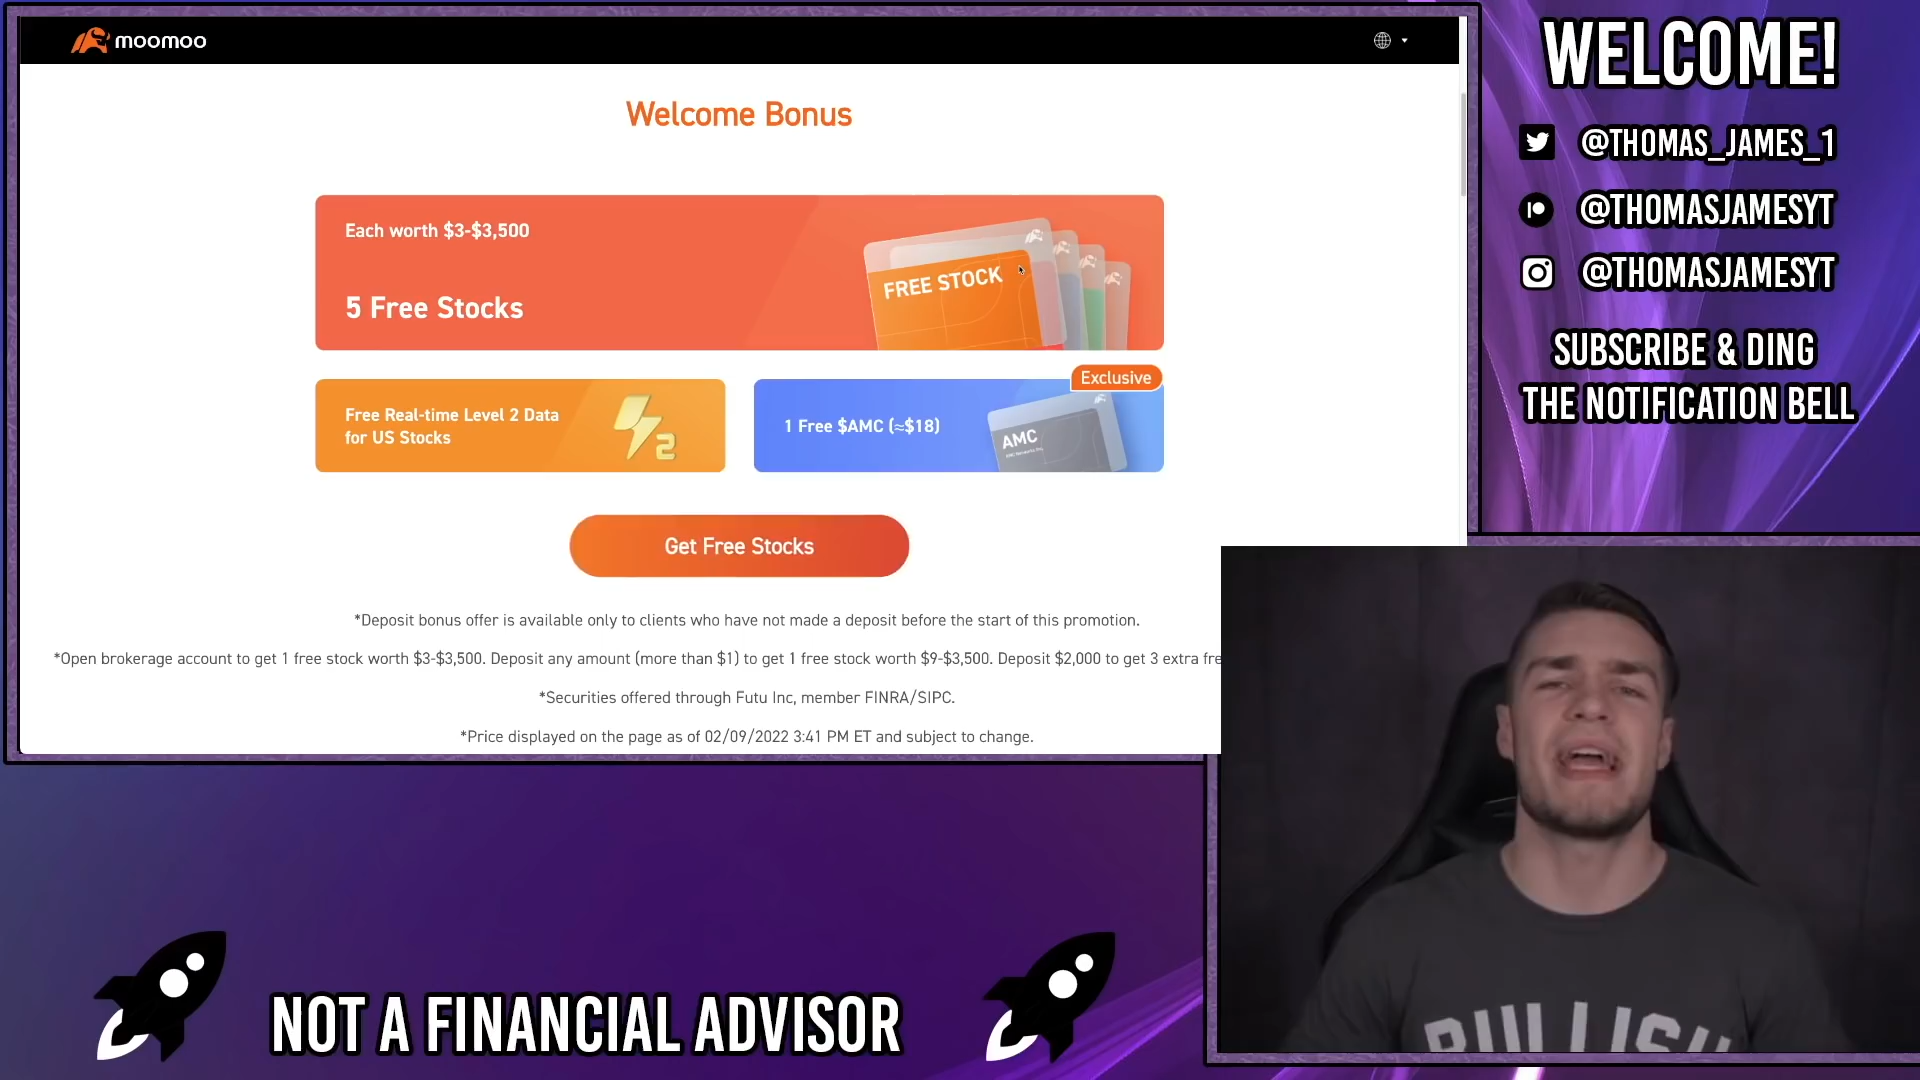 moomoo
Welcome Bonus
Each worth $3-$3,500
5 Free Stocks
FREE STOCK
Free Real-time Level 2 Data
for US Stocks
2
Exclusive
1 Free $AMC (≈$18)
AMC
Get Free Stocks
*Deposit bonus offer is available only to clients who have not made a deposit before the start of this promotion.
*Open brokerage account to get 1 free stock worth $3-$3,500. Deposit any amount (more than $1) to get 1 free stock worth $9-$3,500. Deposit $2,000 to get 3 extra fre
*Securities offered through Futu Inc, member FINRA/SIPC.
*Price displayed on the page as of 02/09/2022 3:41 PM ET and subject to change.
WELCOME!
@THOMAS_JAMES_1
@THOMASJAMESYT
@THOMASJAMESYT
SUBSCRIBE & DING
THE NOTIFICATION BELL
BULLISH
NOT A FINANCIAL ADVISOR